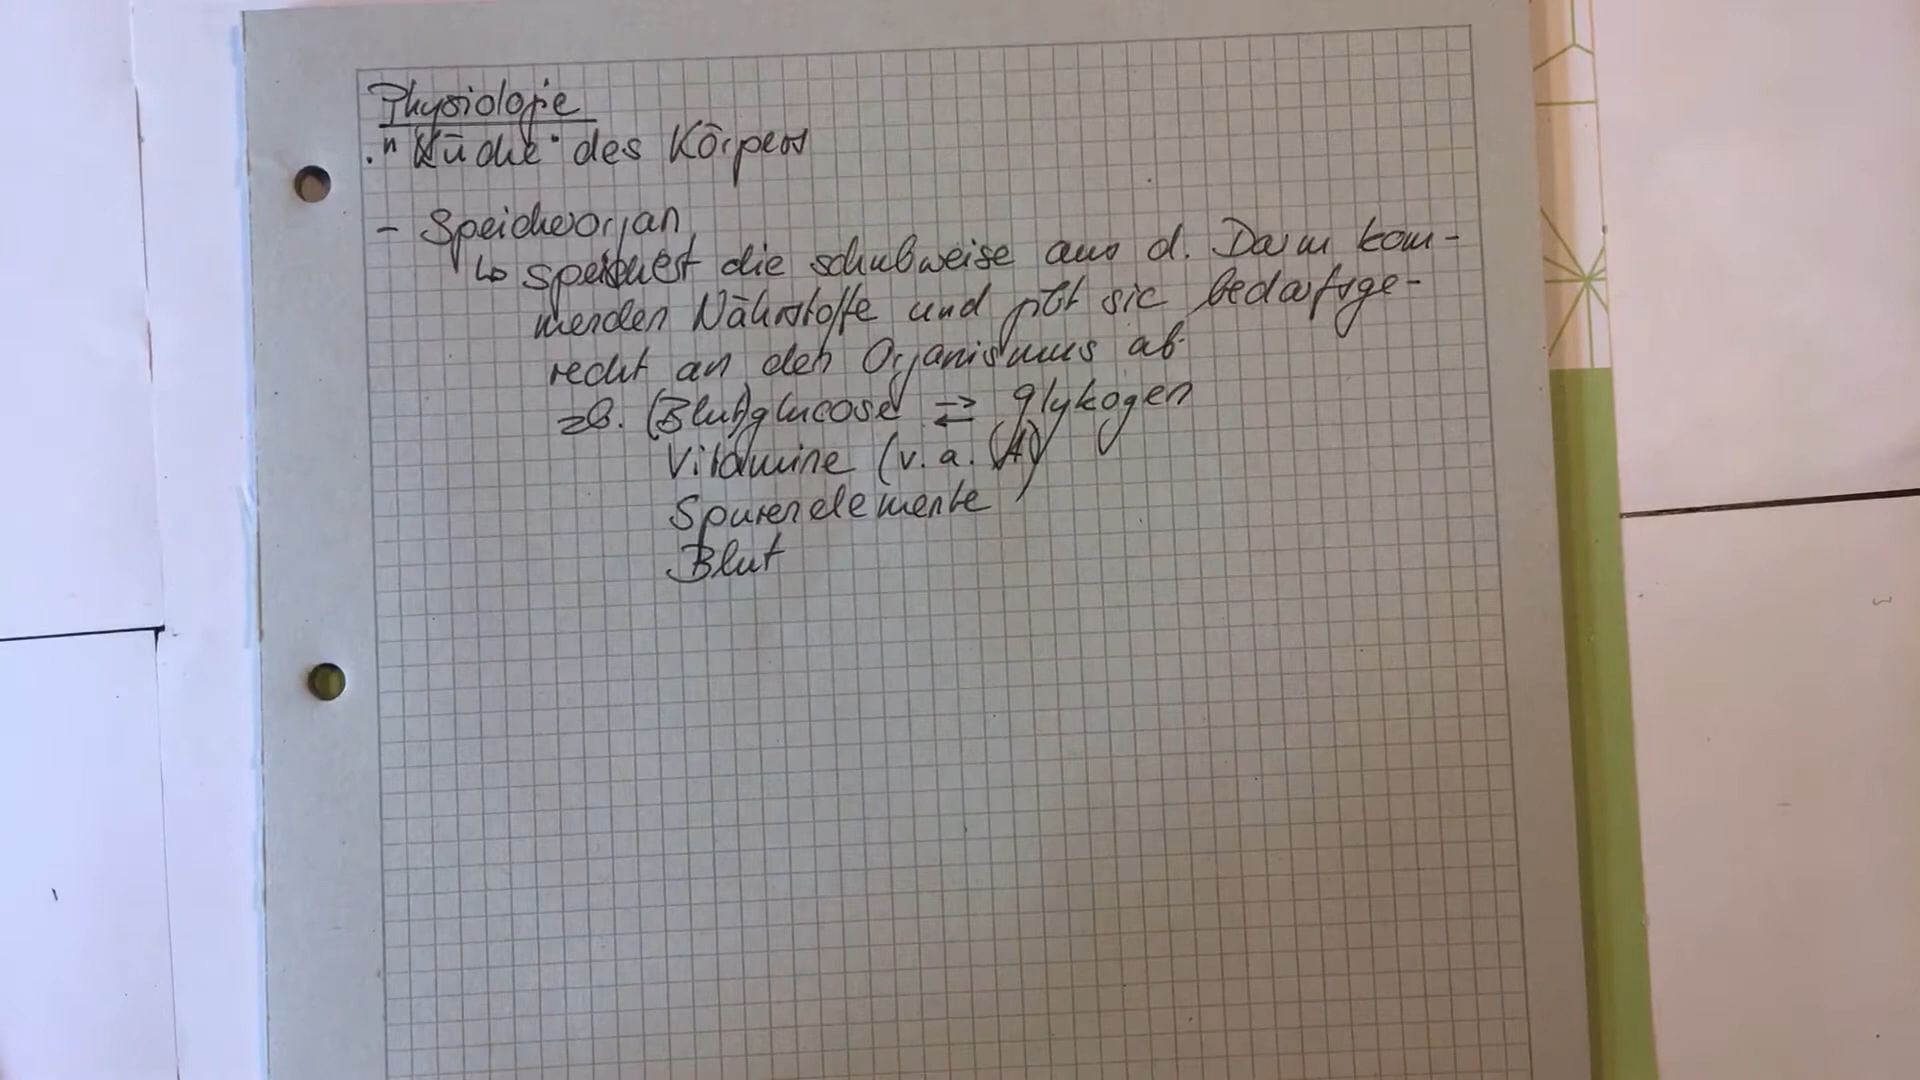 Physiologie
. "Küche" des Körpers
- Speicherorgan
↳ speichert die schubweise aus d. Darm kom-
menden Nährstoffe und gibt sie bedarfsge-
recht an den Organismus ab.
zB. (Blut)glucose ⇄ glykogen
Vitamine (v.a. A)
Spurenelemente
Blut